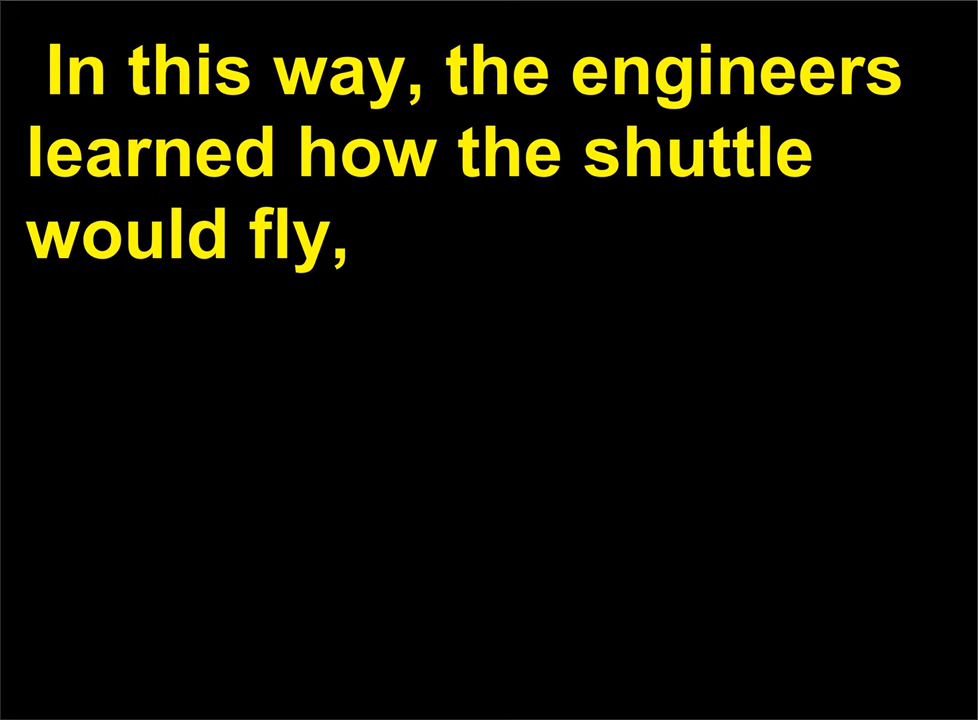 In this way, the engineers
learned how the shuttle
would fly,